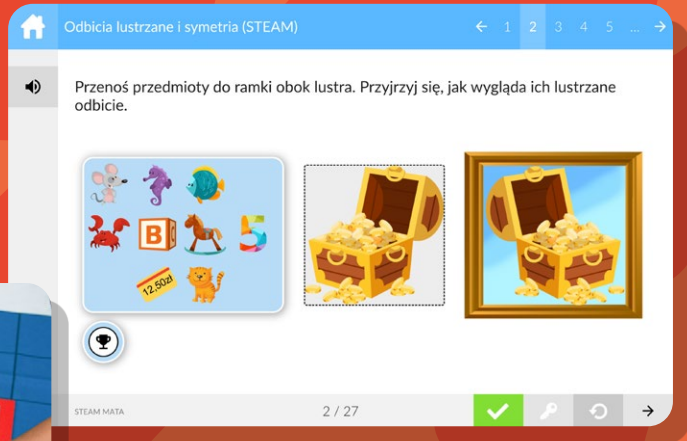 Odbicia lustrzane i symetria (STEAM)
← 1 2 3 4 5 ... →
Przenoś przedmioty do ramki obok lustra. Przyjrzyj się, jak wygląda ich lustrzane
odbicie.
B
5
12,50zł
STEAM MATA
2 / 27